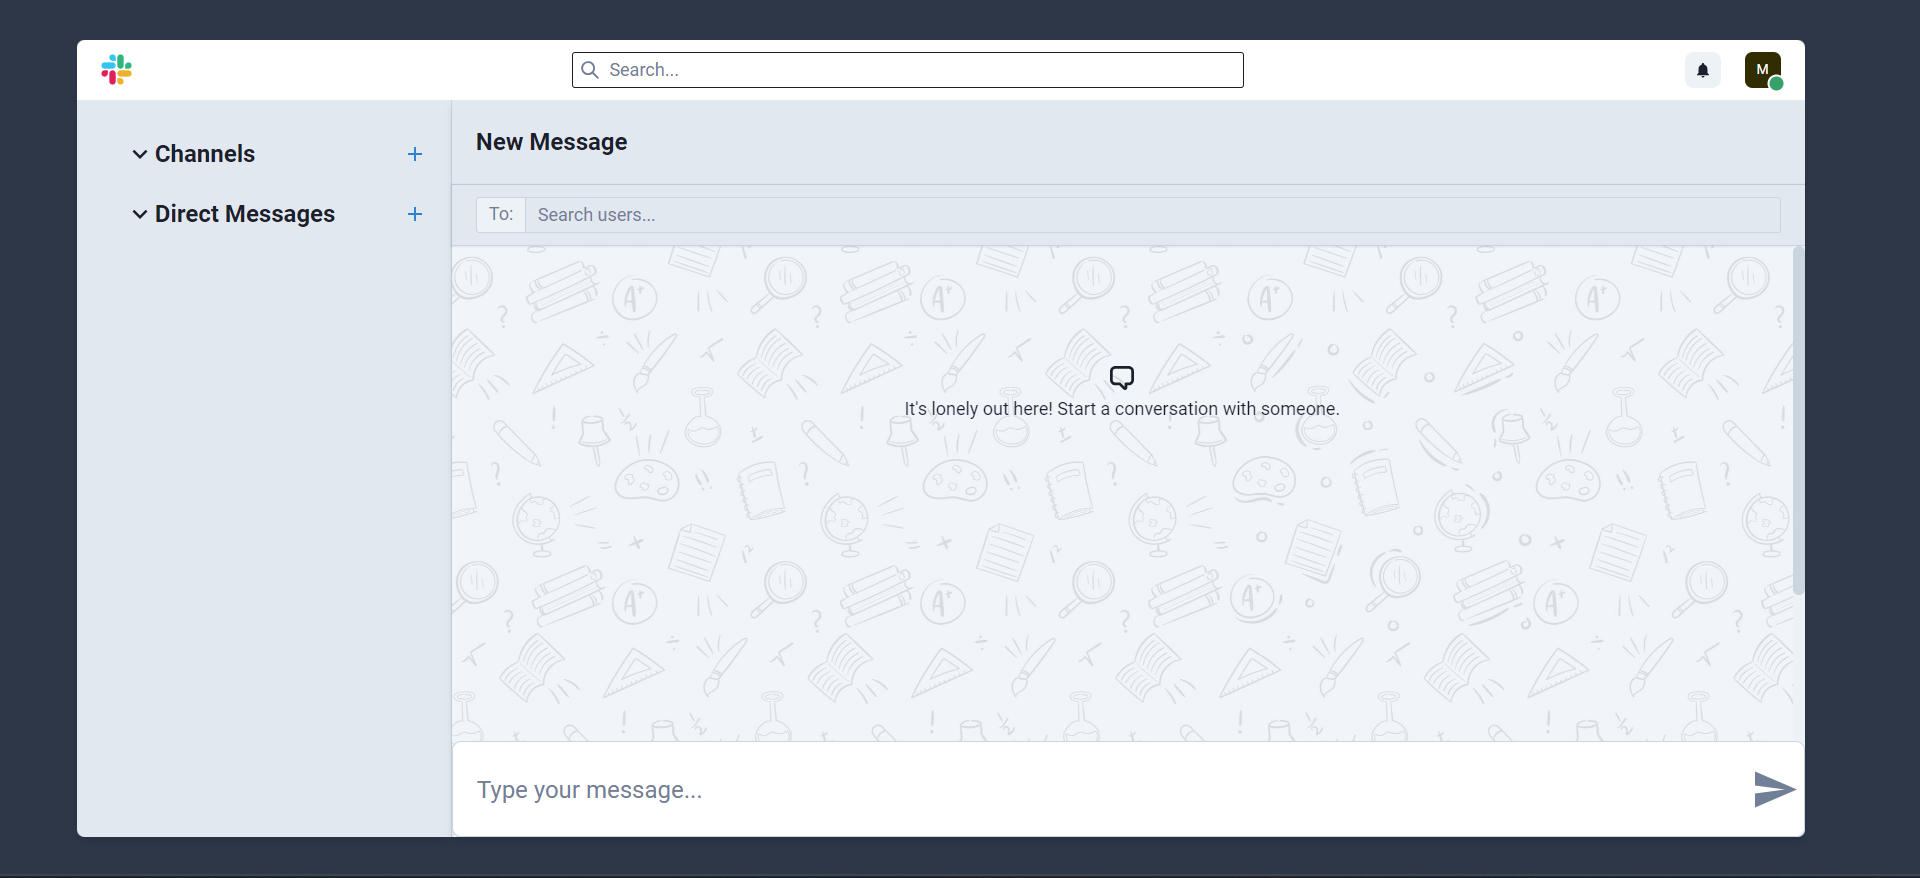 Search...
M
Channels
Direct Messages
New Message
To:
Search users...
It's lonely out here! Start a conversation with someone.
Type your message...